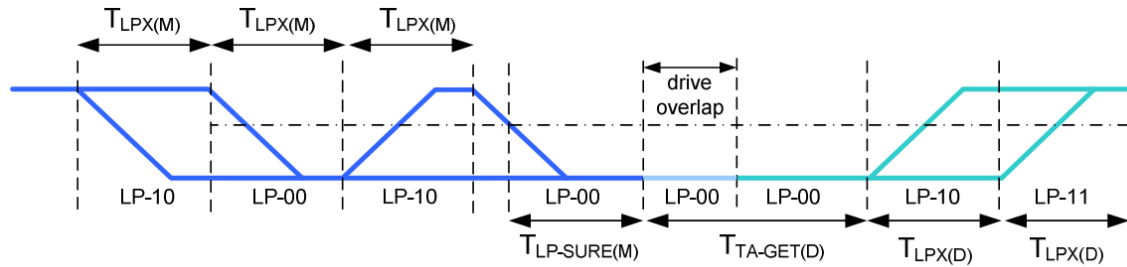 TLPX(M) TLPX(M) TLPX(M)
drive
overlap
LP-10 LP-00 LP-10 LP-00 LP-00 LP-00 LP-10 LP-11
TLP-SURE(M) TTA-GET(D) TLPX(D) TLPX(D)